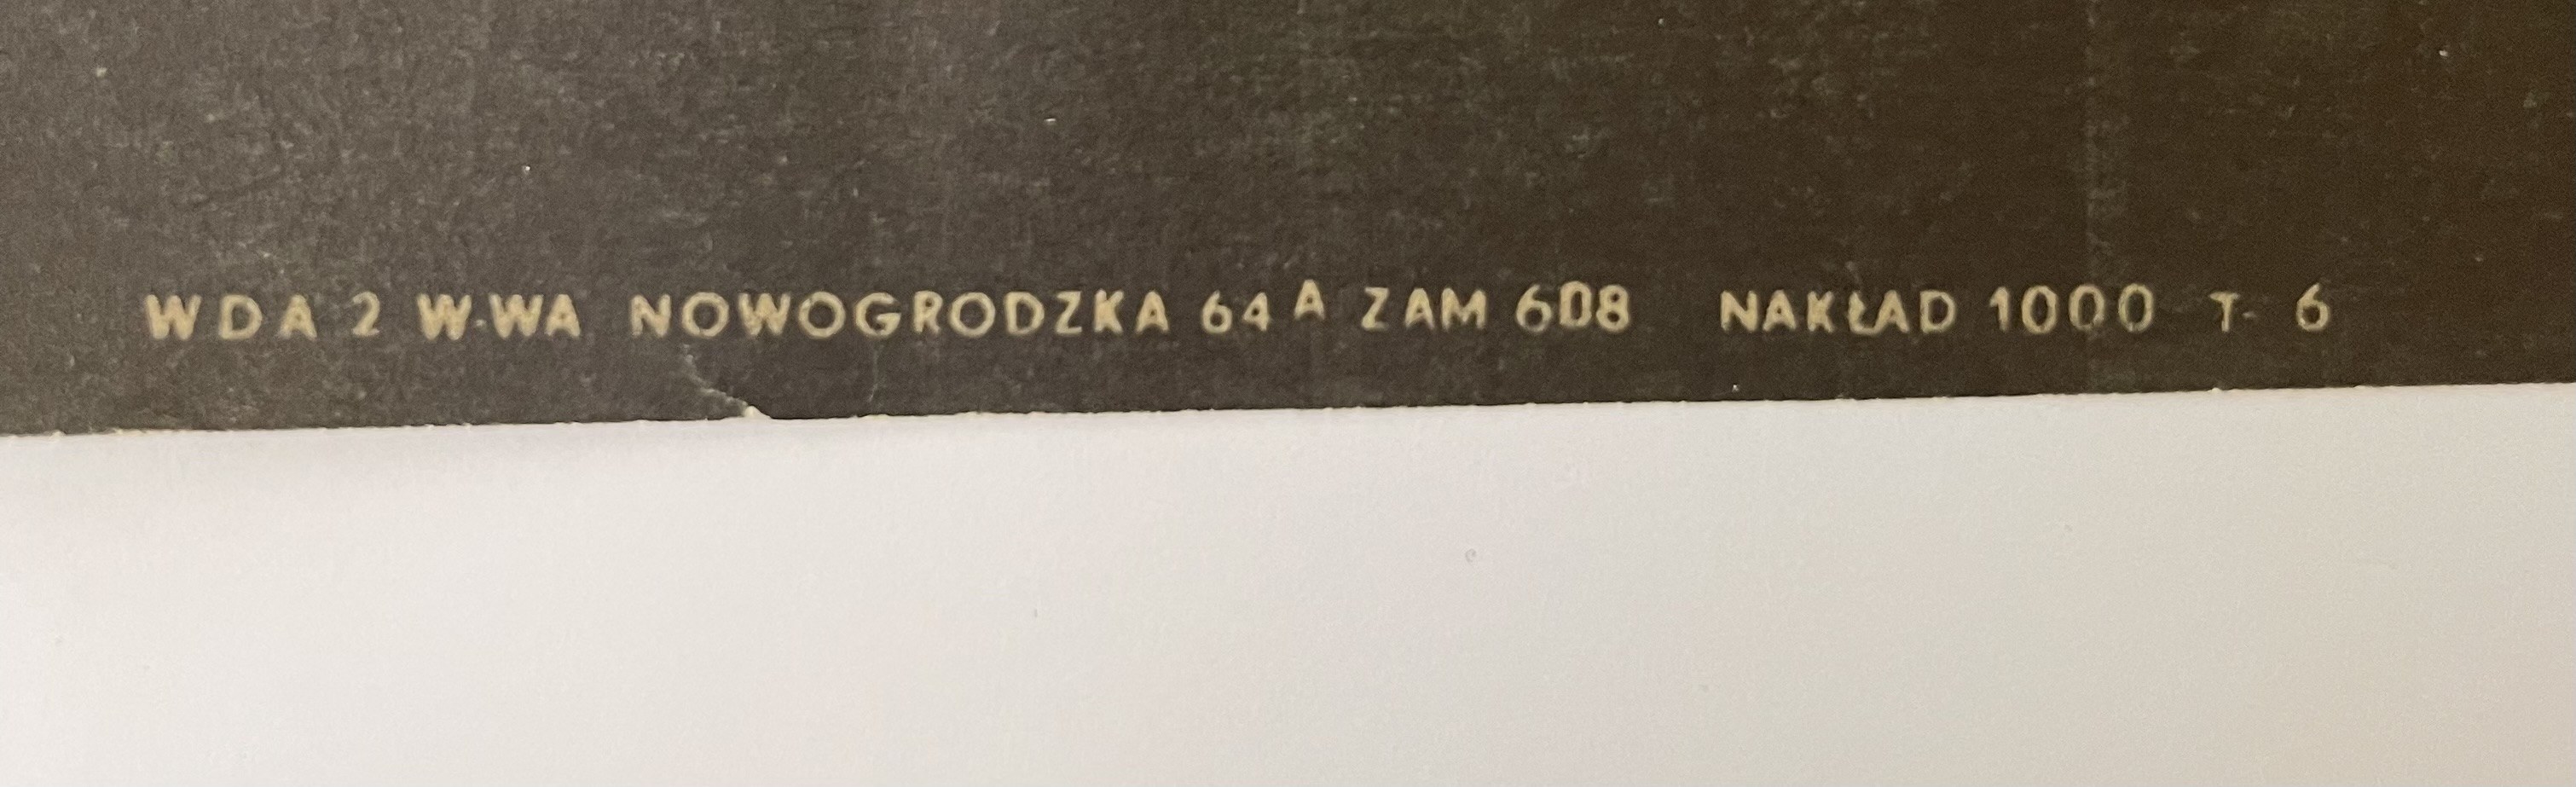 WDA 2 W-WA NOWOGRODZKA 64 A ZAM 608 NAKŁAD 1000 T- 6